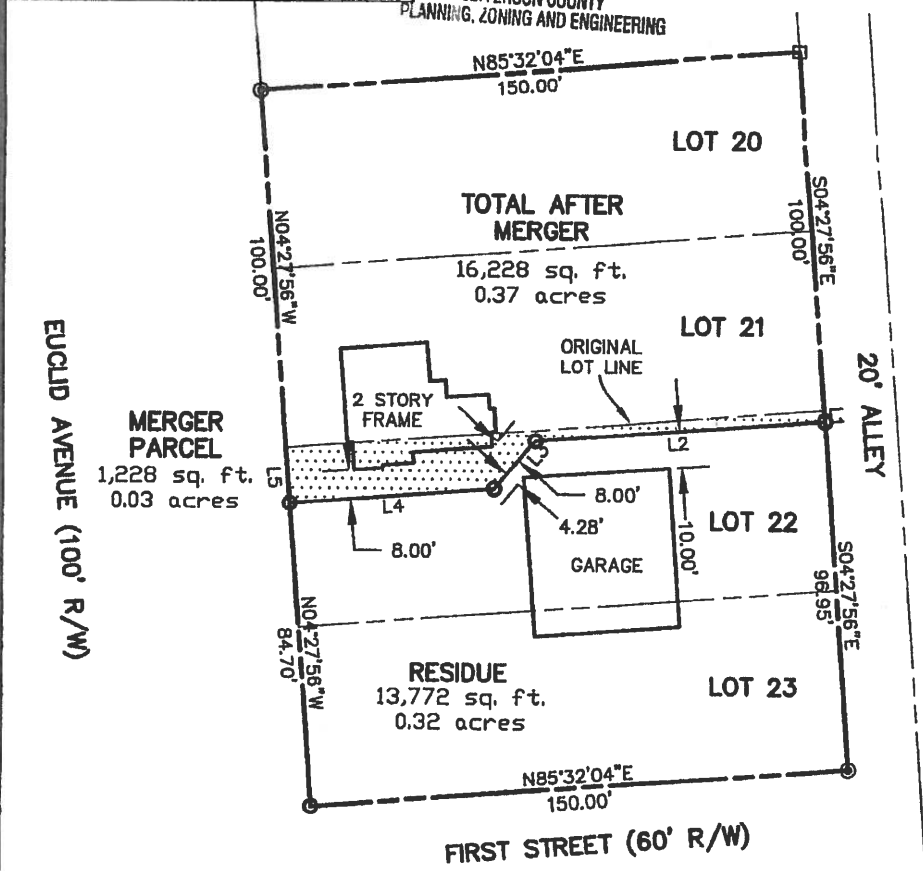 COUNTY
PLANNING, ZONING AND ENGINEERING
N85°32'04"E
150.00'
LOT 20
S04°27'56"E
100.00'
N04°27'56"W
100.00'
TOTAL AFTER
MERGER
16,228 sq. ft.
0.37 acres
LOT 21
ORIGINAL
LOT LINE
2 STORY
FRAME
EUCLID AVENUE (100' R/W)
MERGER
PARCEL
1,228 sq. ft.
0.03 acres
L5
L4
L3
L2
L1
20' ALLEY
8.00'
8.00'
4.28'
10.00'
GARAGE
LOT 22
S04°27'56"E
96.95'
N04°27'56"W
84.70'
RESIDUE
13,772 sq. ft.
0.32 acres
LOT 23
N85°32'04"E
150.00'
FIRST STREET (60' R/W)